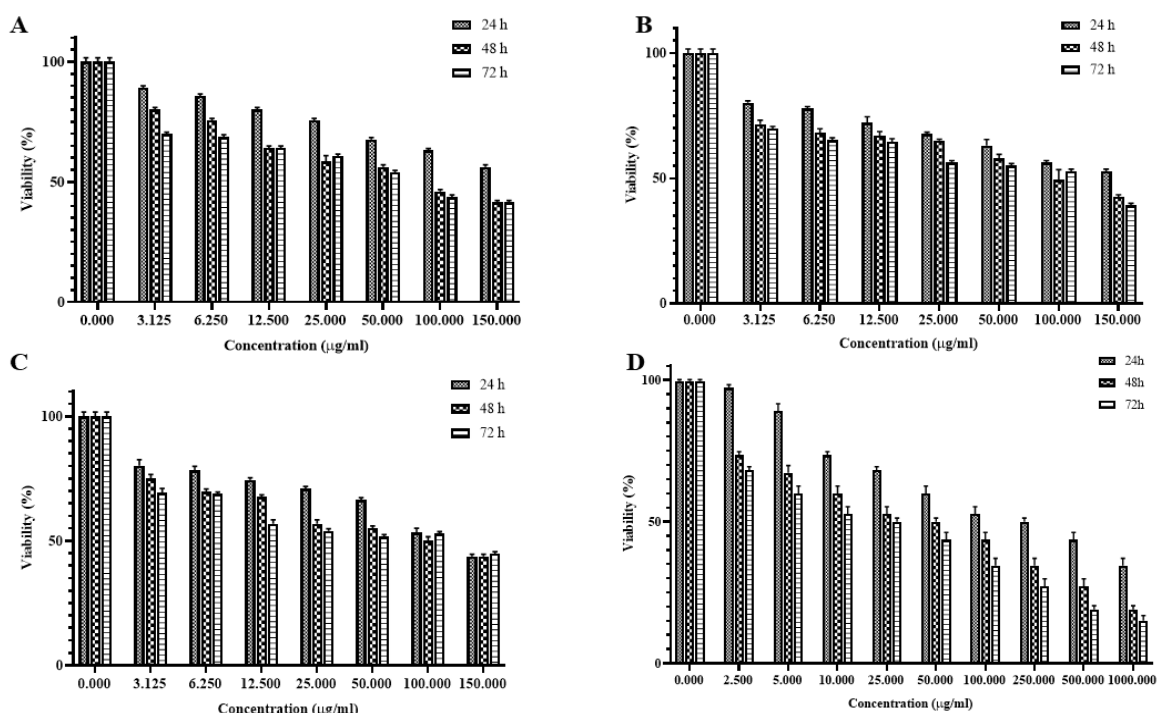 A
24 h
48 h
72 h
100
50
0
Viability (%)
0.000 3.125 6.250 12.500 25.000 50.000 100.000 150.000
Concentration (μg/ml)
B
24 h
48 h
72 h
100
50
0
Viability (%)
0.000 3.125 6.250 12.500 25.000 50.000 100.000 150.000
Concentration (μg/ml)
C
24 h
48 h
72 h
100
50
0
Viability (%)
0.000 3.125 6.250 12.500 25.000 50.000 100.000 150.000
Concentration (μg/ml)
D
24h
48h
72h
100
50
0
Viability (%)
0.000 2.500 5.000 10.000 25.000 50.000 100.000 250.000 500.000 1000.000
Concentration (μg/ml)